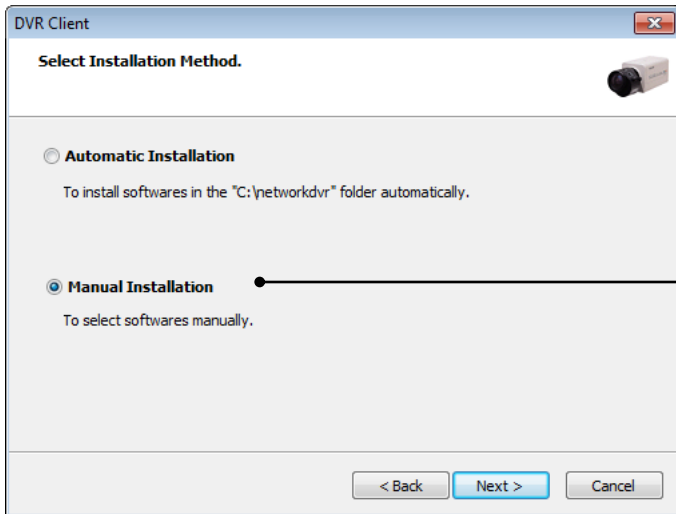 DVR Client
Select Installation Method.
Automatic Installation
To install softwares in the "C:\networkdvr" folder automatically.
Manual Installation
To select softwares manually.
< Back Next > Cancel